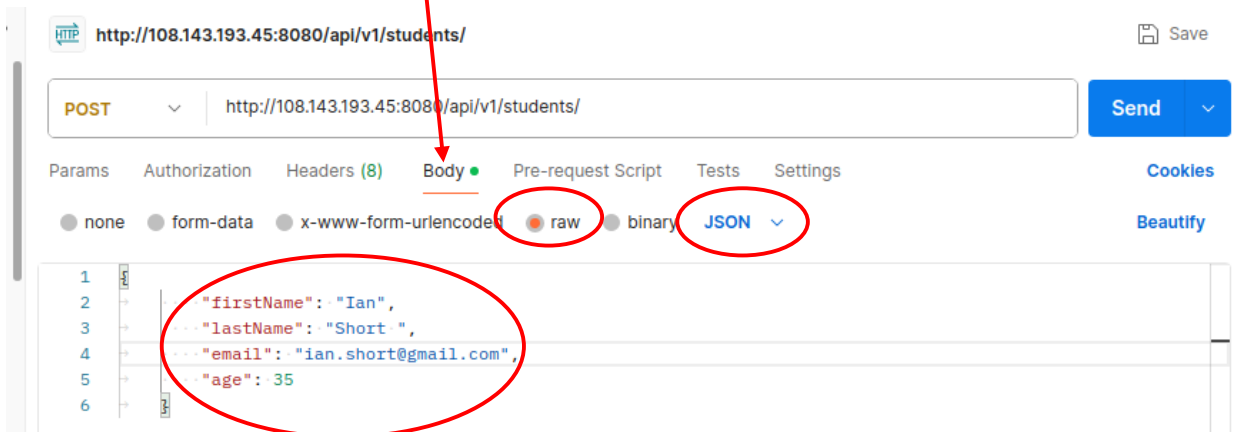 HTTP http://108.143.193.45:8080/api/v1/students/ Save
POST http://108.143.193.45:8080/api/v1/students/ Send
Params Authorization Headers (8) Body Pre-request Script Tests Settings Cookies
none form-data x-www-form-urlencoded raw binary JSON Beautify
1 {
2 "firstName": "Ian",
3 "lastName": "Short ",
4 "email": "ian.short@gmail.com",
5 "age": 35
6 }